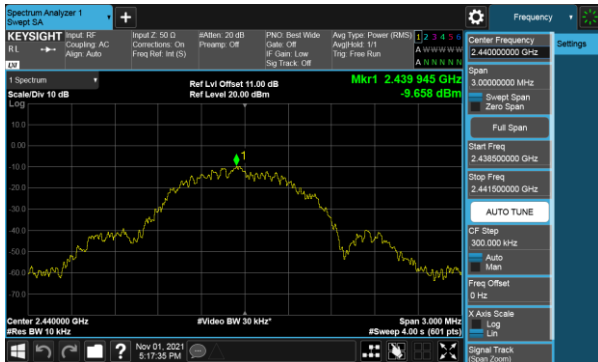 Spectrum Analyzer 1
Swept SA
+
Frequency
KEYSIGHT
RL
Input: RF
Coupling: AC
Align: Auto
Input Z: 50 Ω
Corrections: On
Freq Ref: Int (S)
#Atten: 20 dB
Preamp: Off
PNO: Best Wide
Gate: Off
IF Gain: Low
Sig Track: Off
Avg Type: Power (RMS)
Avg|Hold: 1/1
Trig: Free Run
1 2 3 4 5 6
A W W W W W
A N N N N N
LXI
1 Spectrum
Scale/Div 10 dB
Ref Lvl Offset 11.00 dB
Ref Level 20.00 dBm
Mkr1 2.439 945 GHz
-9.658 dBm
Log
10.0
0.00
-10.0
-20.0
-30.0
-40.0
-50.0
-60.0
-70.0
1
Center 2.440000 GHz
#Res BW 10 kHz
#Video BW 30 kHz*
Span 3.000 MHz
#Sweep 4.00 s (601 pts)
Center Frequency
2.440000000 GHz
Settings
Span
3.00000000 MHz
Swept Span
Zero Span
Full Span
Start Freq
2.438500000 GHz
Stop Freq
2.441500000 GHz
AUTO TUNE
CF Step
300.000 kHz
Auto
Man
Freq Offset
0 Hz
X Axis Scale
Log
Lin
Signal Track
(Span Zoom)
?
Nov 01, 2021
5:17:35 PM